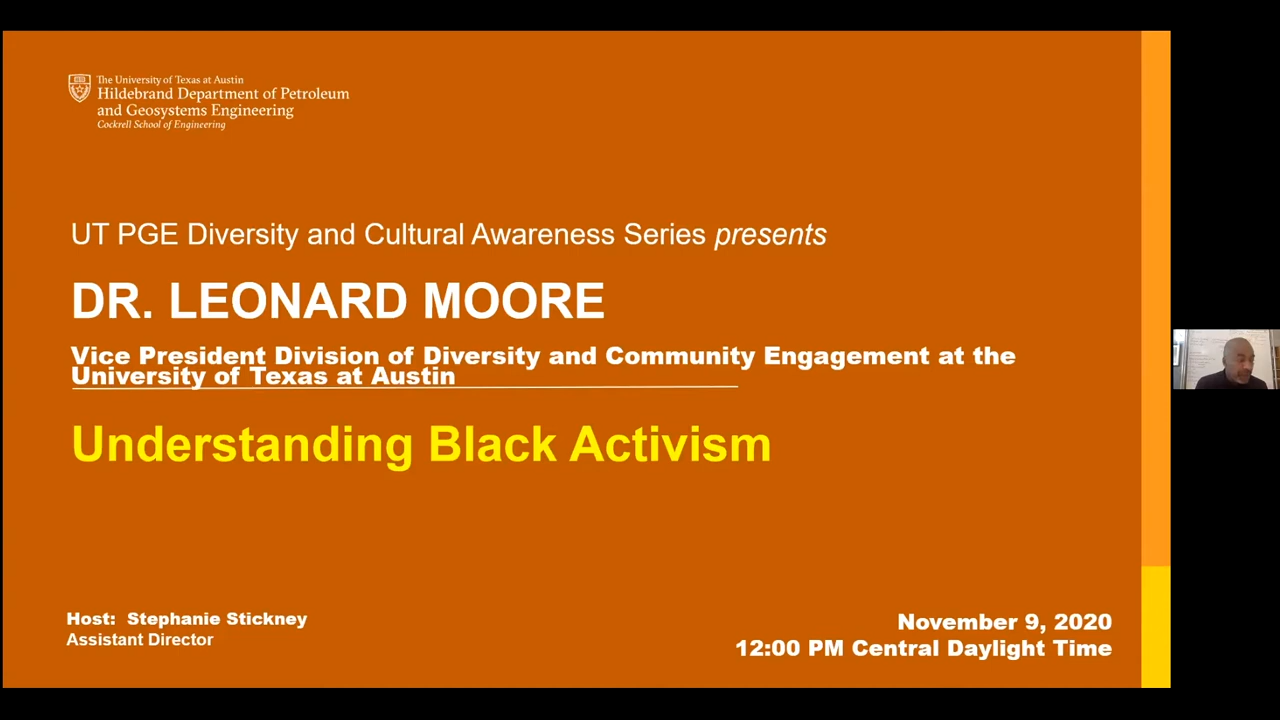 The University of Texas at Austin
Hildebrand Department of Petroleum
and Geosystems Engineering
Cockrell School of Engineering
UT PGE Diversity and Cultural Awareness Series presents
DR. LEONARD MOORE
Vice President Division of Diversity and Community Engagement at the
University of Texas at Austin
Understanding Black Activism
Host: Stephanie Stickney
Assistant Director
November 9, 2020
12:00 PM Central Daylight Time